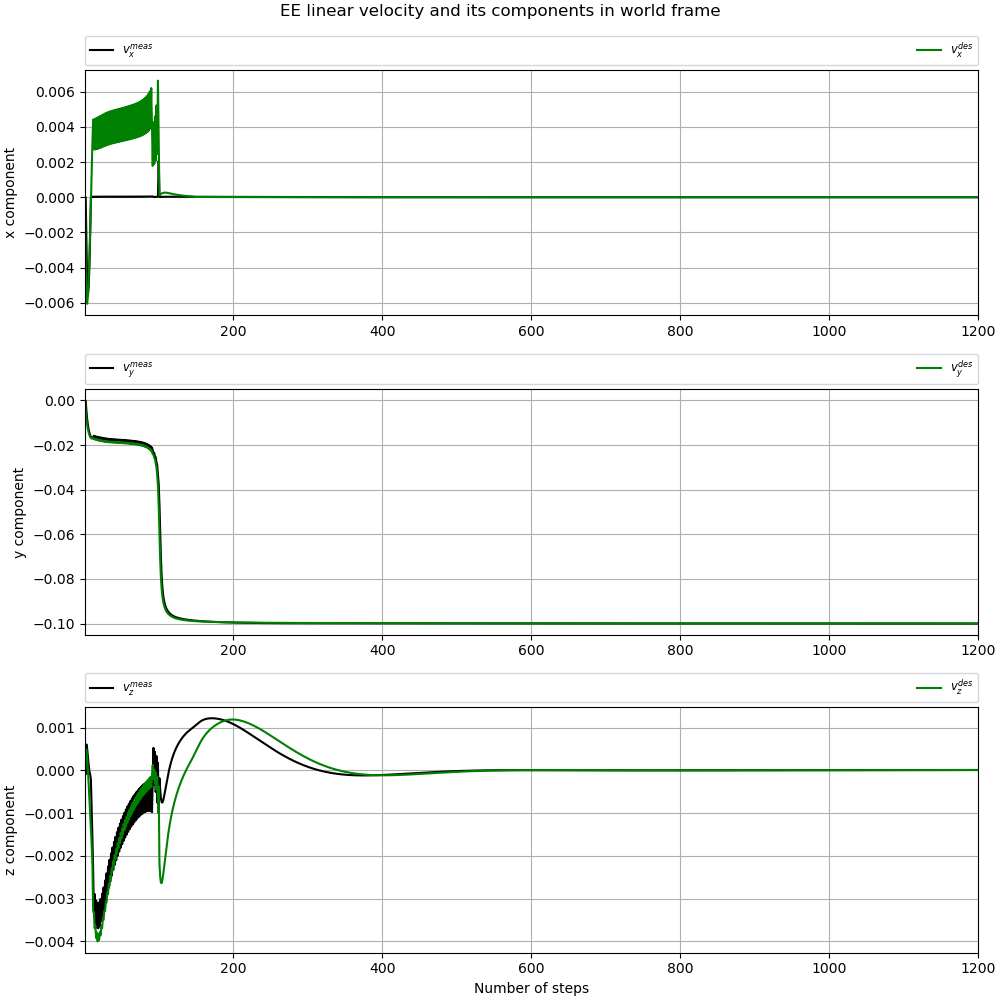 EE linear velocity and its components in world frame
v_x^{meas} v_x^{des}
0.006
0.004
0.002
0.000
−0.002
−0.004
−0.006
x component
200 400 600 800 1000 1200
v_y^{meas} v_y^{des}
0.00
−0.02
−0.04
−0.06
−0.08
−0.10
y component
200 400 600 800 1000 1200
v_z^{meas} v_z^{des}
0.001
0.000
−0.001
−0.002
−0.003
−0.004
z component
200 400 600 800 1000 1200
Number of steps